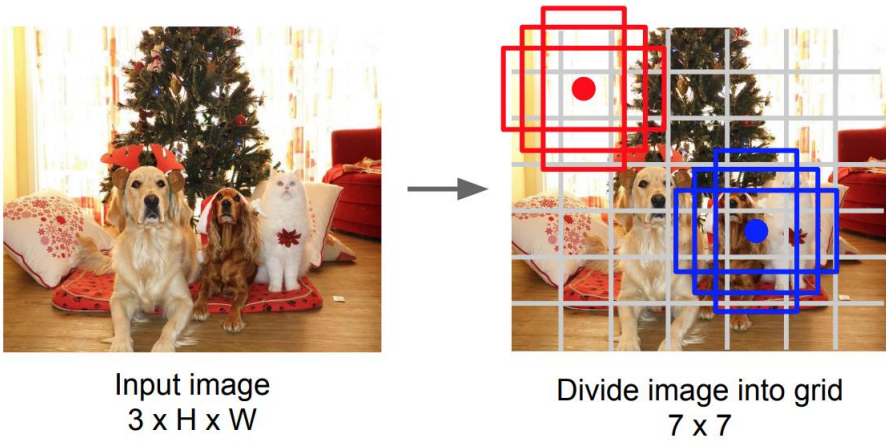 Input image
3 x H x W
Divide image into grid
7 x 7